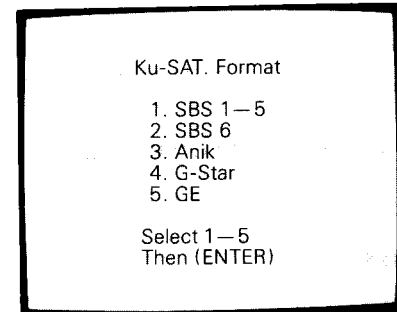 Ku-SAT. Format
1. SBS 1—5
2. SBS 6
3. Anik
4. G-Star
5. GE
Select 1—5
Then (ENTER)